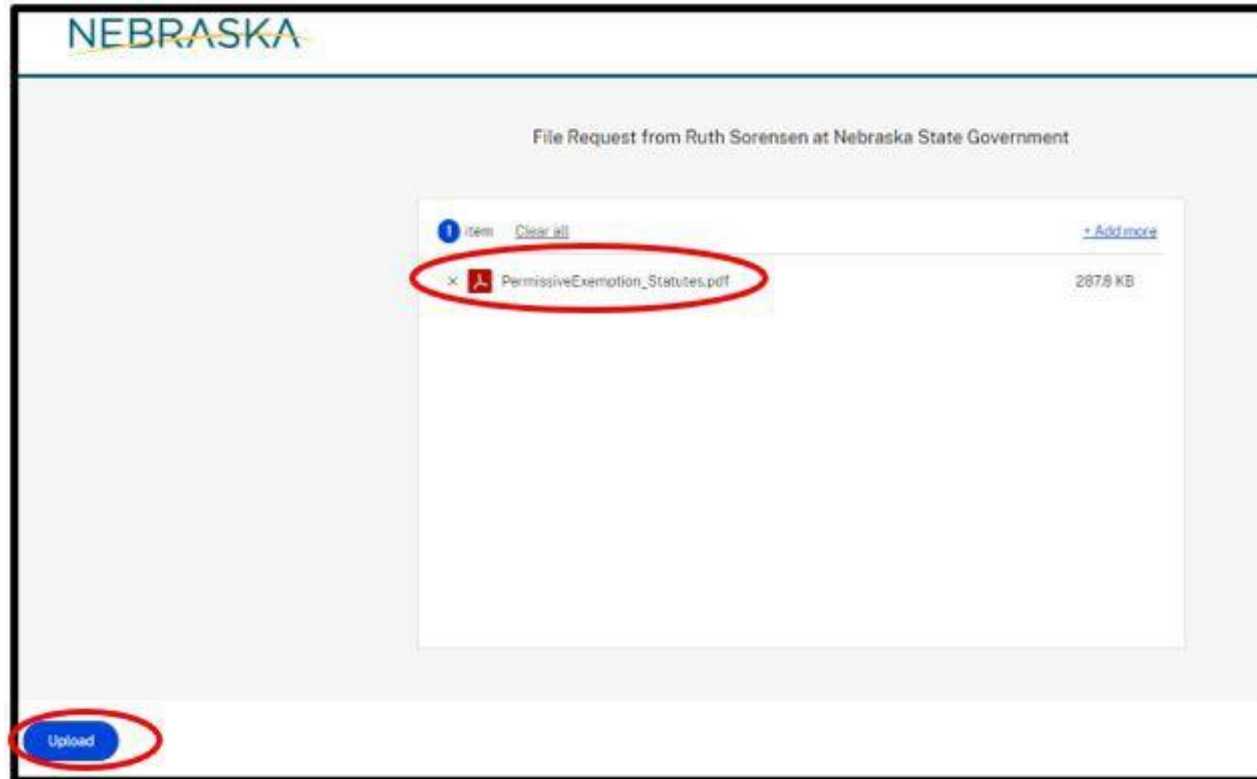 NEBRASKA
File Request from Ruth Sorensen at Nebraska State Government
1 item Clear all + Add more
× PermissiveExemption_Statutes.pdf 287.8 KB
Upload